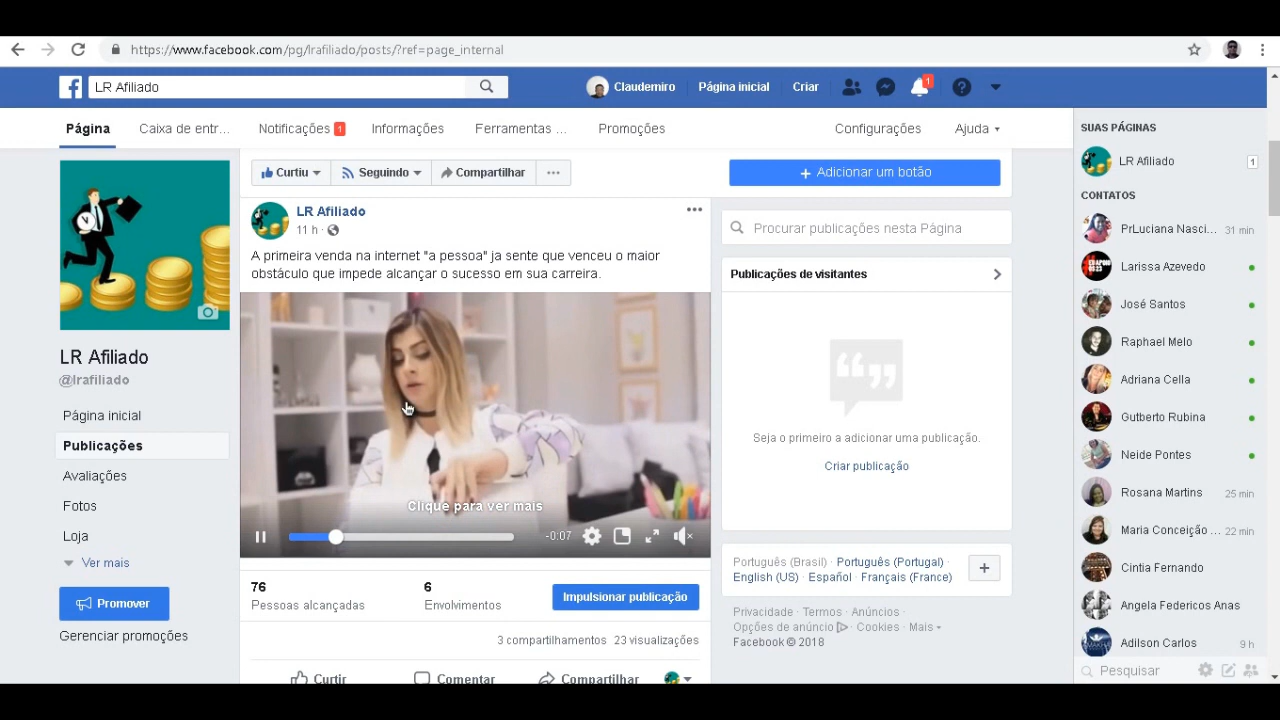 https://www.facebook.com/pg/lrafiliado/posts/?ref=page_internal
LR Afiliado
Claudemiro
Página inicial
Criar
1
Página
Caixa de entr...
Notificações 1
Informações
Ferramentas ...
Promoções
Configurações
Ajuda
LR Afiliado
@lrafiliado
Página inicial
Publicações
Avaliações
Fotos
Loja
Ver mais
Promover
Gerenciar promoções
Curtiu
Seguindo
Compartilhar
...
Adicionar um botão
LR Afiliado
11 h ·
A primeira venda na internet "a pessoa" ja sente que venceu o maior
obstáculo que impede alcançar o sucesso em sua carreira.
Clique para ver mais
-0:07
76
Pessoas alcançadas
6
Envolvimentos
Impulsionar publicação
3 compartilhamentos 23 visualizações
Curtir
Comentar
Compartilhar
Procurar publicações nesta Página
Publicações de visitantes
Seja o primeiro a adicionar uma publicação.
Criar publicação
Português (Brasil) · Português (Portugal) ·
English (US) · Español · Français (France)
Privacidade · Termos · Anúncios ·
Opções de anúncio · Cookies · Mais
Facebook © 2018
SUAS PÁGINAS
LR Afiliado 1
CONTATOS
PrLuciana Nasci... 31 min
Larissa Azevedo
José Santos
Raphael Melo
Adriana Cella
Gutberto Rubina
Neide Pontes
Rosana Martins 25 min
Maria Conceição ... 22 min
Cintia Fernando
Angela Federicos Anas
Adilson Carlos 9 h
Pesquisar